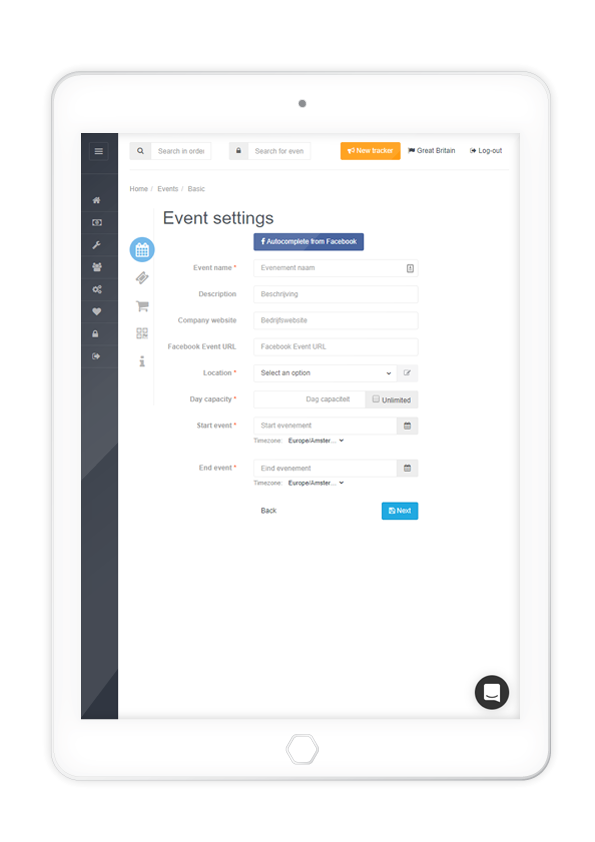 Search in order
Search for even
New tracker
Great Britain
Log-out
Home / Events / Basic
Event settings
f Autocomplete from Facebook
Event name * Evenement naam
Description Beschrijving
Company website Bedrijfswebsite
Facebook Event URL Facebook Event URL
Location * Select an option
Day capacity * Dag capaciteit Unlimited
Start event * Start evenement
Timezone: Europe/Amster...
End event * Eind evenement
Timezone: Europe/Amster...
Back Next